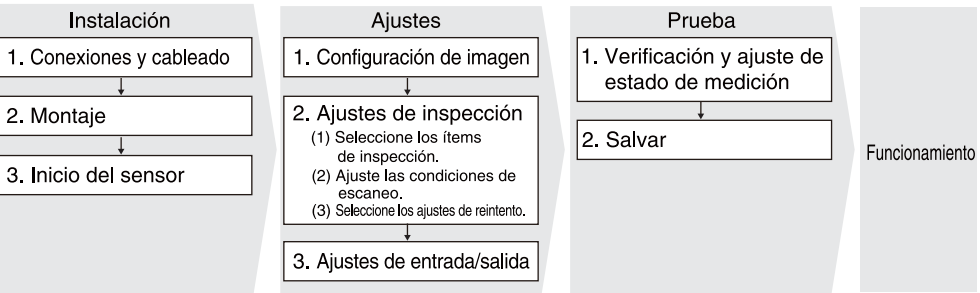 Instalación
1. Conexiones y cableado
2. Montaje
3. Inicio del sensor
Ajustes
1. Configuración de imagen
2. Ajustes de inspección
(1) Seleccione los ítems
de inspección.
(2) Ajuste las condiciones de
escaneo.
(3) Seleccione los ajustes de reintento.
3. Ajustes de entrada/salida
Prueba
1. Verificación y ajuste de
estado de medición
2. Salvar
Funcionamiento